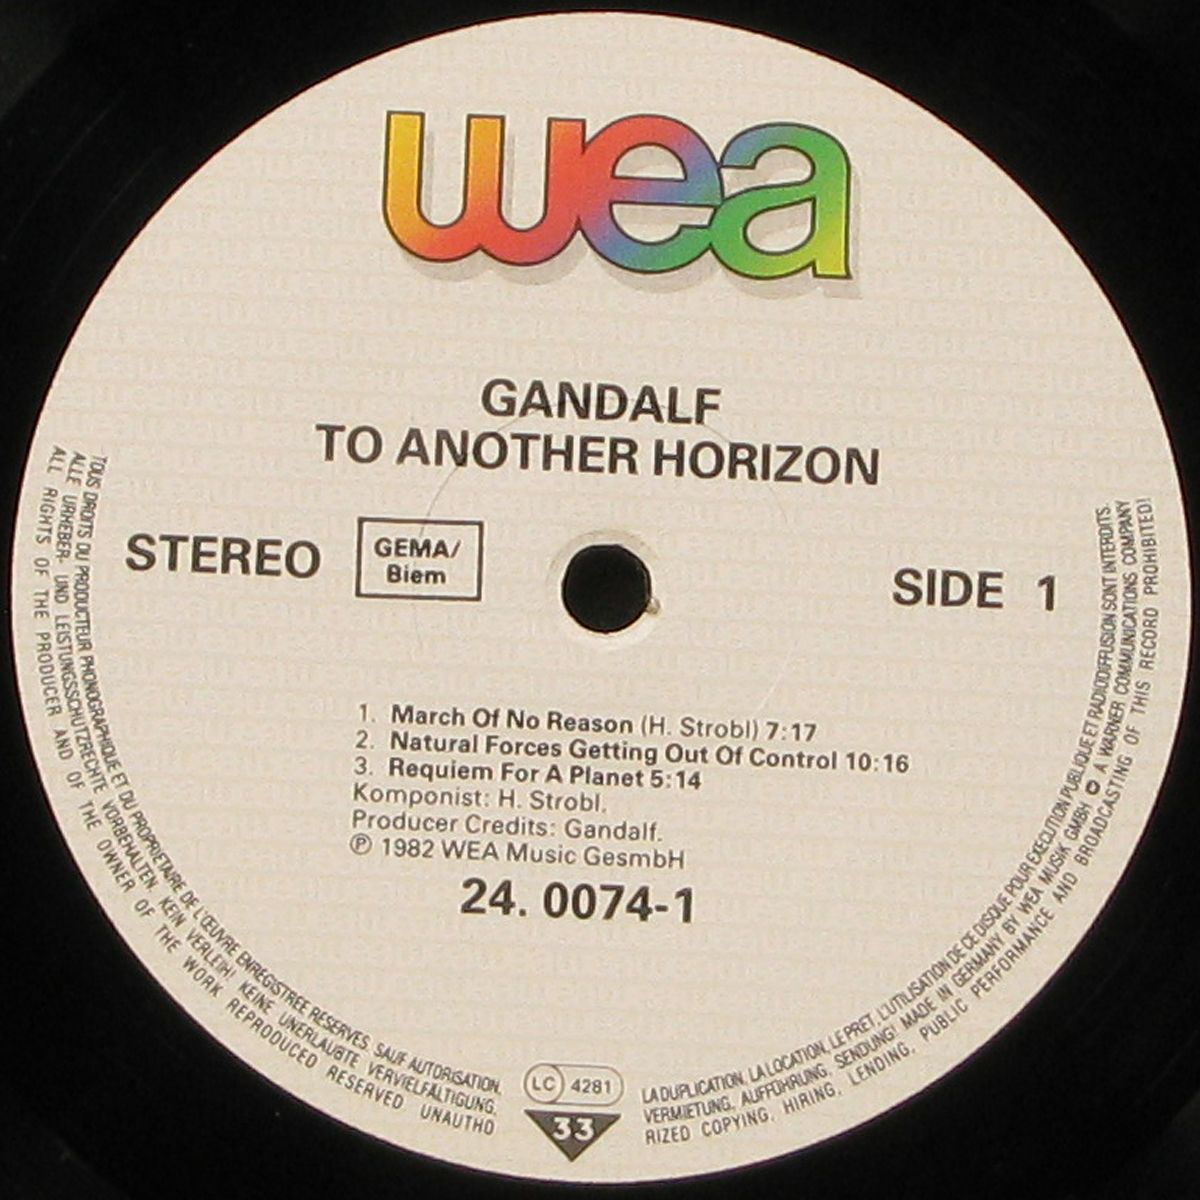 wea
GANDALF
TO ANOTHER HORIZON
STEREO
GEMA/
Biem
SIDE 1
1. March Of No Reason (H. Strobl) 7:17
2. Natural Forces Getting Out Of Control 10:16
3. Requiem For A Planet 5:14
Komponist: H. Strobl.
Producer Credits: Gandalf.
℗ 1982 WEA Music GesmbH
24. 0074-1
TOUS DROITS DU PRODUCTEUR PHONOGRAPHIQUE ET DU PROPRIETAIRE DE L'ŒUVRE ENREGISTREE RESERVES. SAUF AUTORISATION,
LA DUPLICATION, LA LOCATION, LE PRET, L'UTILISATION DE CE DISQUE POUR EXECUTION PUBLIQUE ET RADIODIFFUSION SONT INTERDITS.
ALLE URHEBER- UND LEISTUNGSSCHUTZRECHTE VORBEHALTEN. KEIN VERLEIH! KEINE UNERLAUBTE VERVIELFÄLTIGUNG,
VERMIETUNG, AUFFÜHRUNG, SENDUNG! MADE IN GERMANY BY WEA MUSIK GMBH A WARNER COMMUNICATIONS COMPANY
ALL RIGHTS OF THE PRODUCER AND OF THE OWNER OF THE WORK REPRODUCED RESERVED UNAUTHO
RIZED COPYING, HIRING, LENDING, PUBLIC PERFORMANCE AND BROADCASTING OF THIS RECORD PROHIBITED!
LC 4281
33